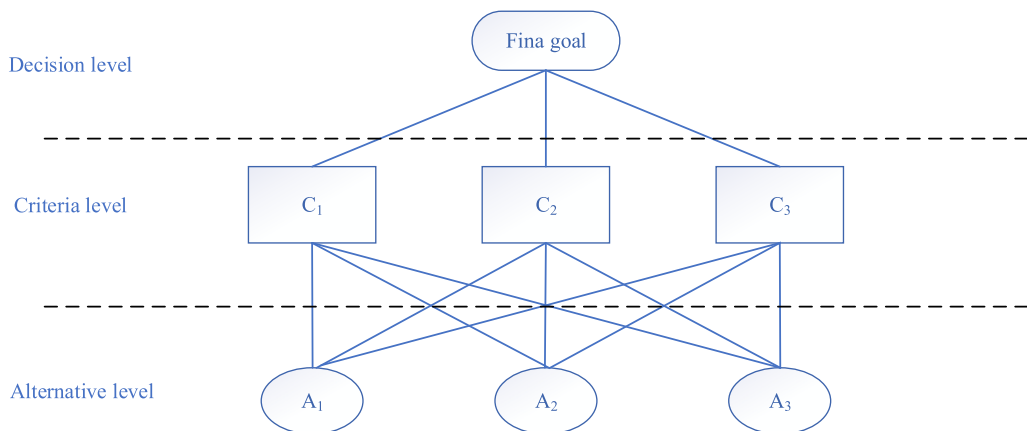 Fina goal
Decision level
Criteria level
C₁
C₂
C₃
Alternative level
A₁
A₂
A₃